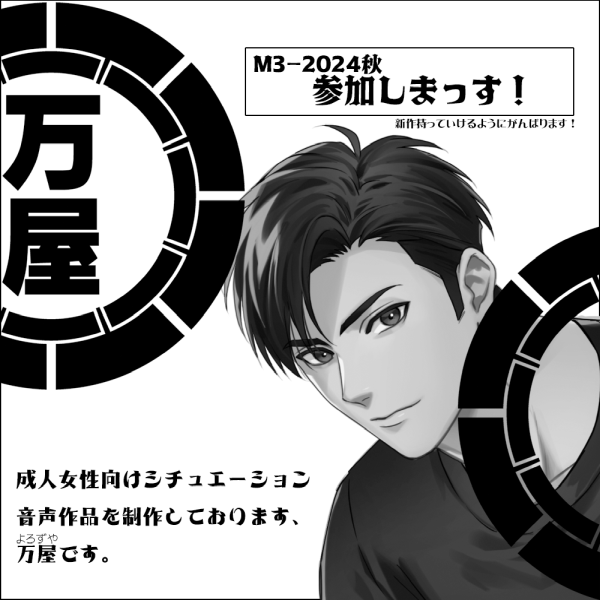 M3-2024秋
参加しまっす！
新作持っていけるようにがんばります！
万屋
成人女性向けシチュエーション
音声作品を制作しております、
よろずや
万屋です。